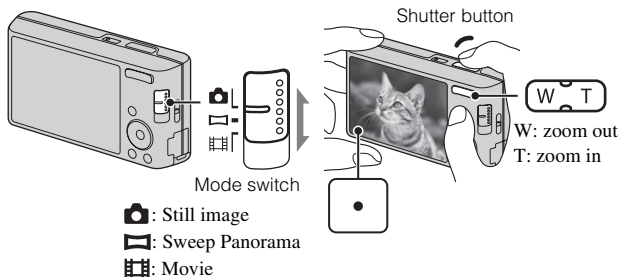 Shutter button
W T
W: zoom out
T: zoom in
Mode switch
: Still image
: Sweep Panorama
: Movie